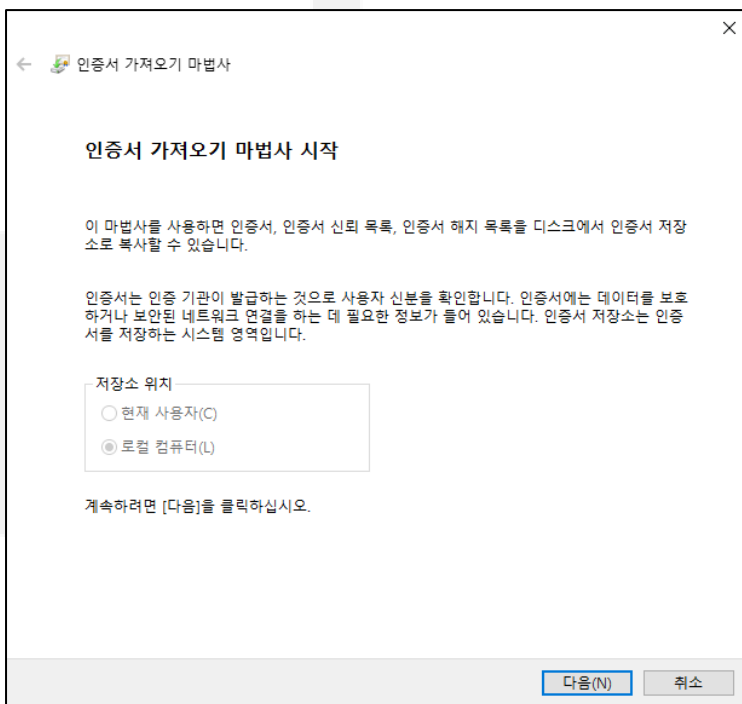 인증서 가져오기 마법사
인증서 가져오기 마법사 시작
이 마법사를 사용하면 인증서, 인증서 신뢰 목록, 인증서 해지 목록을 디스크에서 인증서 저장
소로 복사할 수 있습니다.
인증서는 인증 기관이 발급하는 것으로 사용자 신분을 확인합니다. 인증서에는 데이터를 보호
하거나 보안된 네트워크 연결을 하는 데 필요한 정보가 들어 있습니다. 인증서 저장소는 인증
서를 저장하는 시스템 영역입니다.
저장소 위치
현재 사용자(C)
로컬 컴퓨터(L)
계속하려면 [다음]을 클릭하십시오.
다음(N) 취소